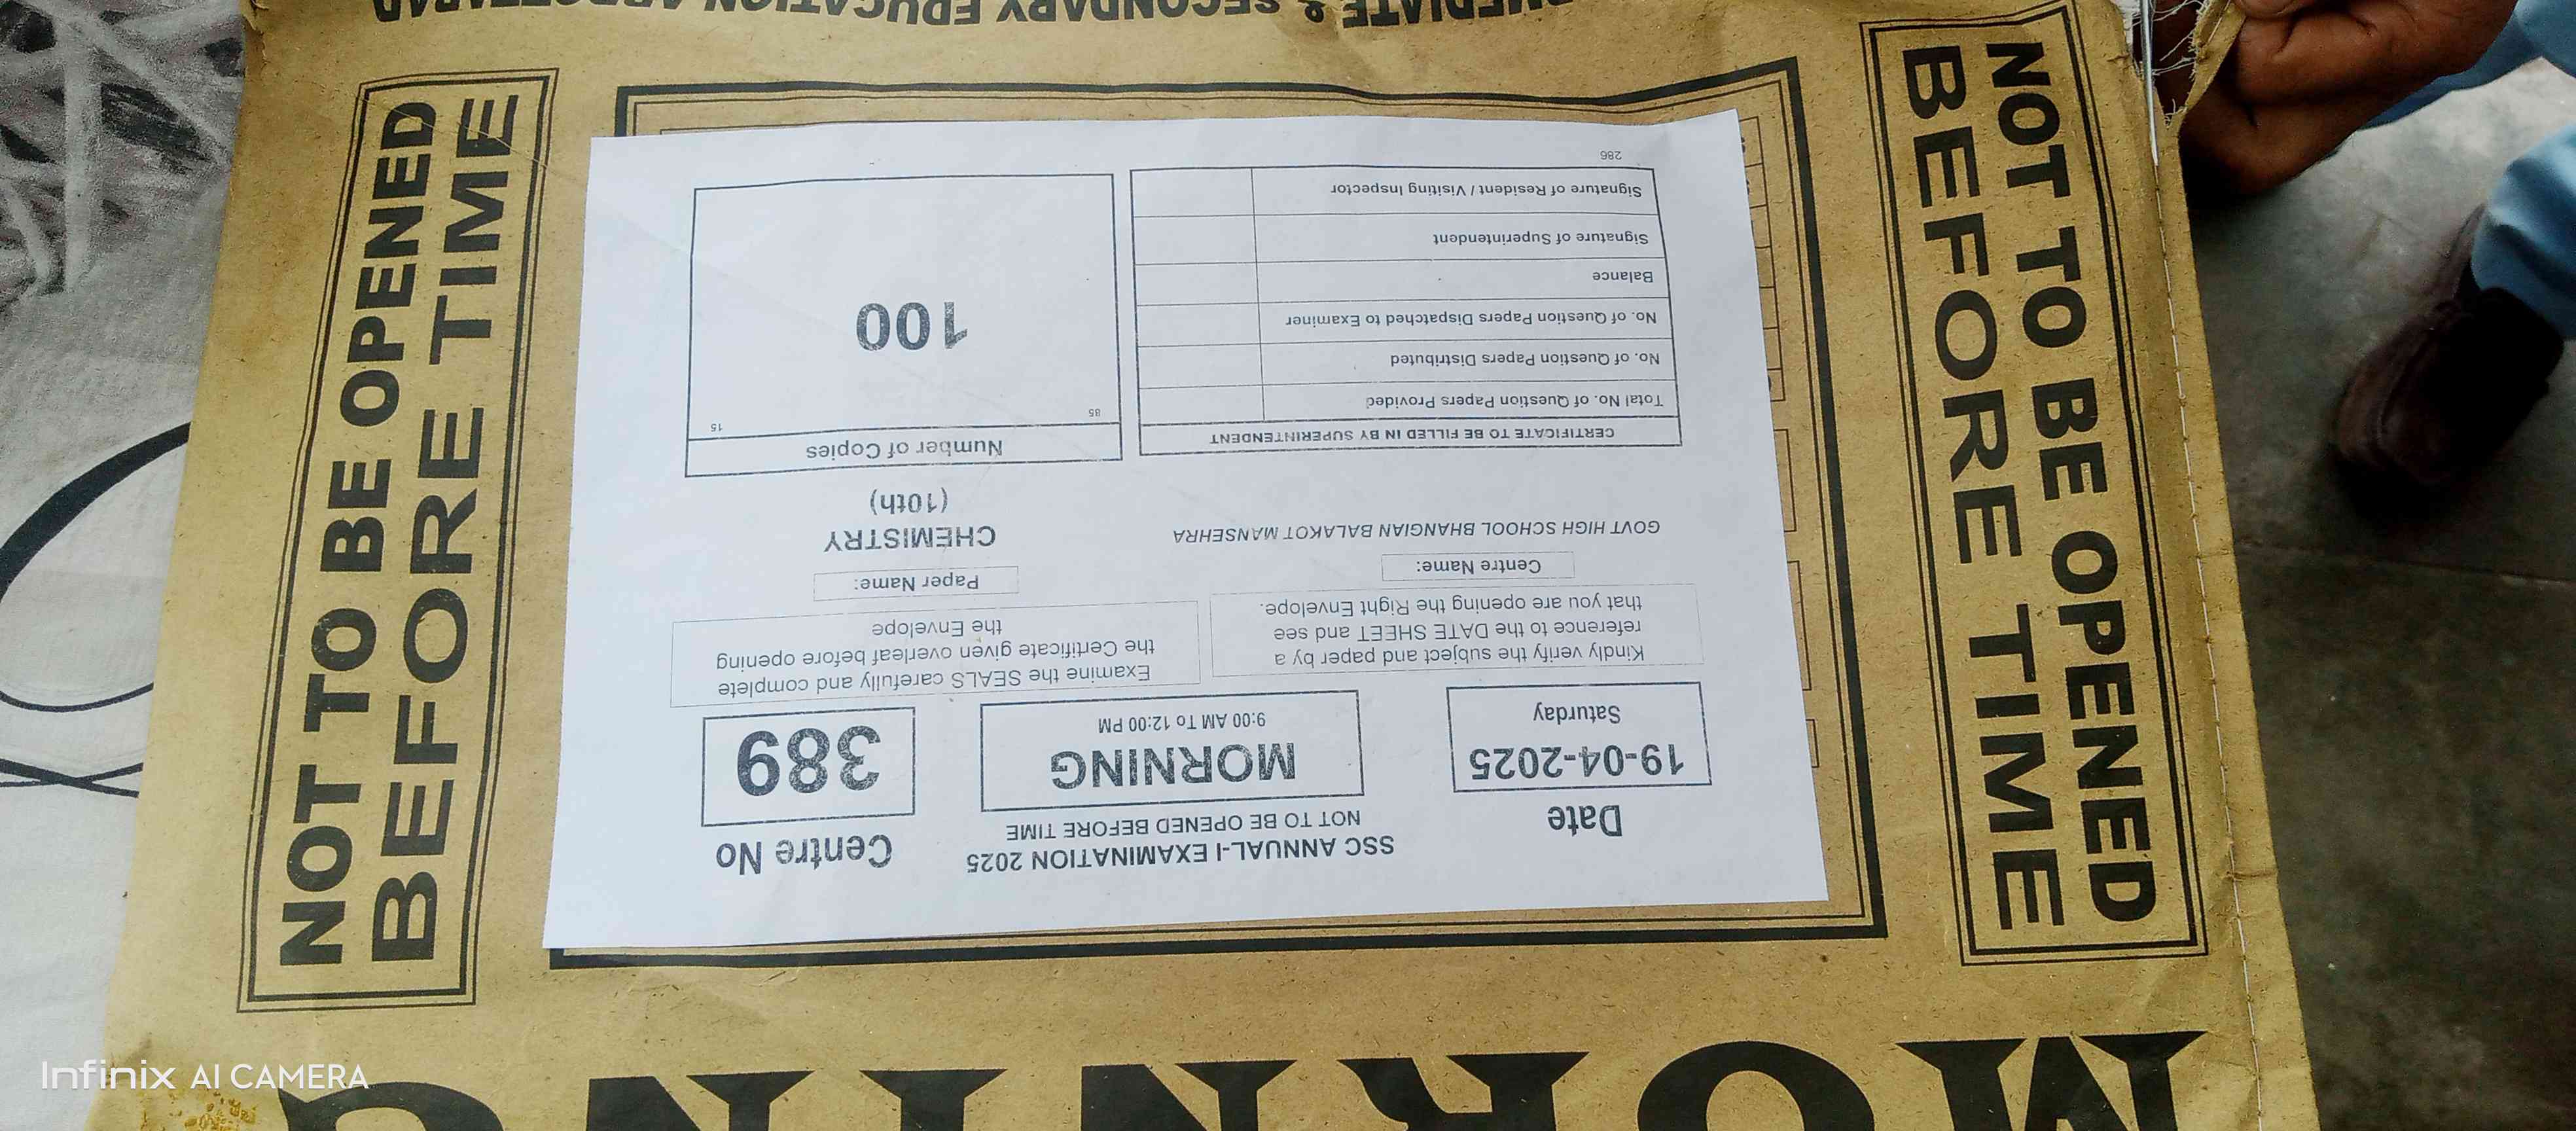 MORNING
SSC ANNUAL-I EXAMINATION 2025
NOT TO BE OPENED BEFORE TIME
Date
19-04-2025
Saturday
MORNING
9:00 AM To 12:00 PM
Centre No
389
Kindly verify the subject and paper by a
reference to the DATE SHEET and see
that you are opening the Right Envelope.
Examine the SEALS carefully and complete
the Certificate given overleaf before opening
the Envelope
Centre Name:
GOVT HIGH SCHOOL BHANGIAN BALAKOT MANSEHRA
Paper Name:
CHEMISTRY
(10th)
CERTIFICATE TO BE FILLED IN BY SUPERINTENDENT
Total No. of Question Papers Provided
No. of Question Papers Distributed
No. of Question Papers Dispatched to Examiner
Balance
Signature of Superintendent
Signature of Resident / Visiting Inspector
286
Number of Copies
85
15
100
NOT TO BE OPENED
BEFORE TIME
NOT TO BE OPENED
BEFORE TIME
& SECONDARY EDUCATION
Infinix AI CAMERA